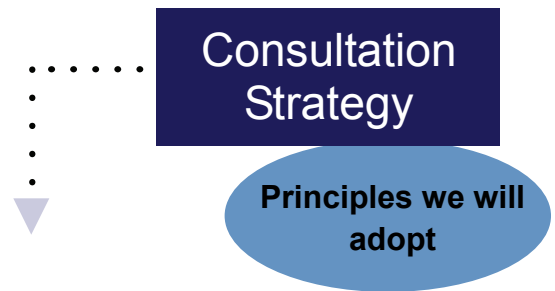 Consultation
Strategy
Principles we will
adopt